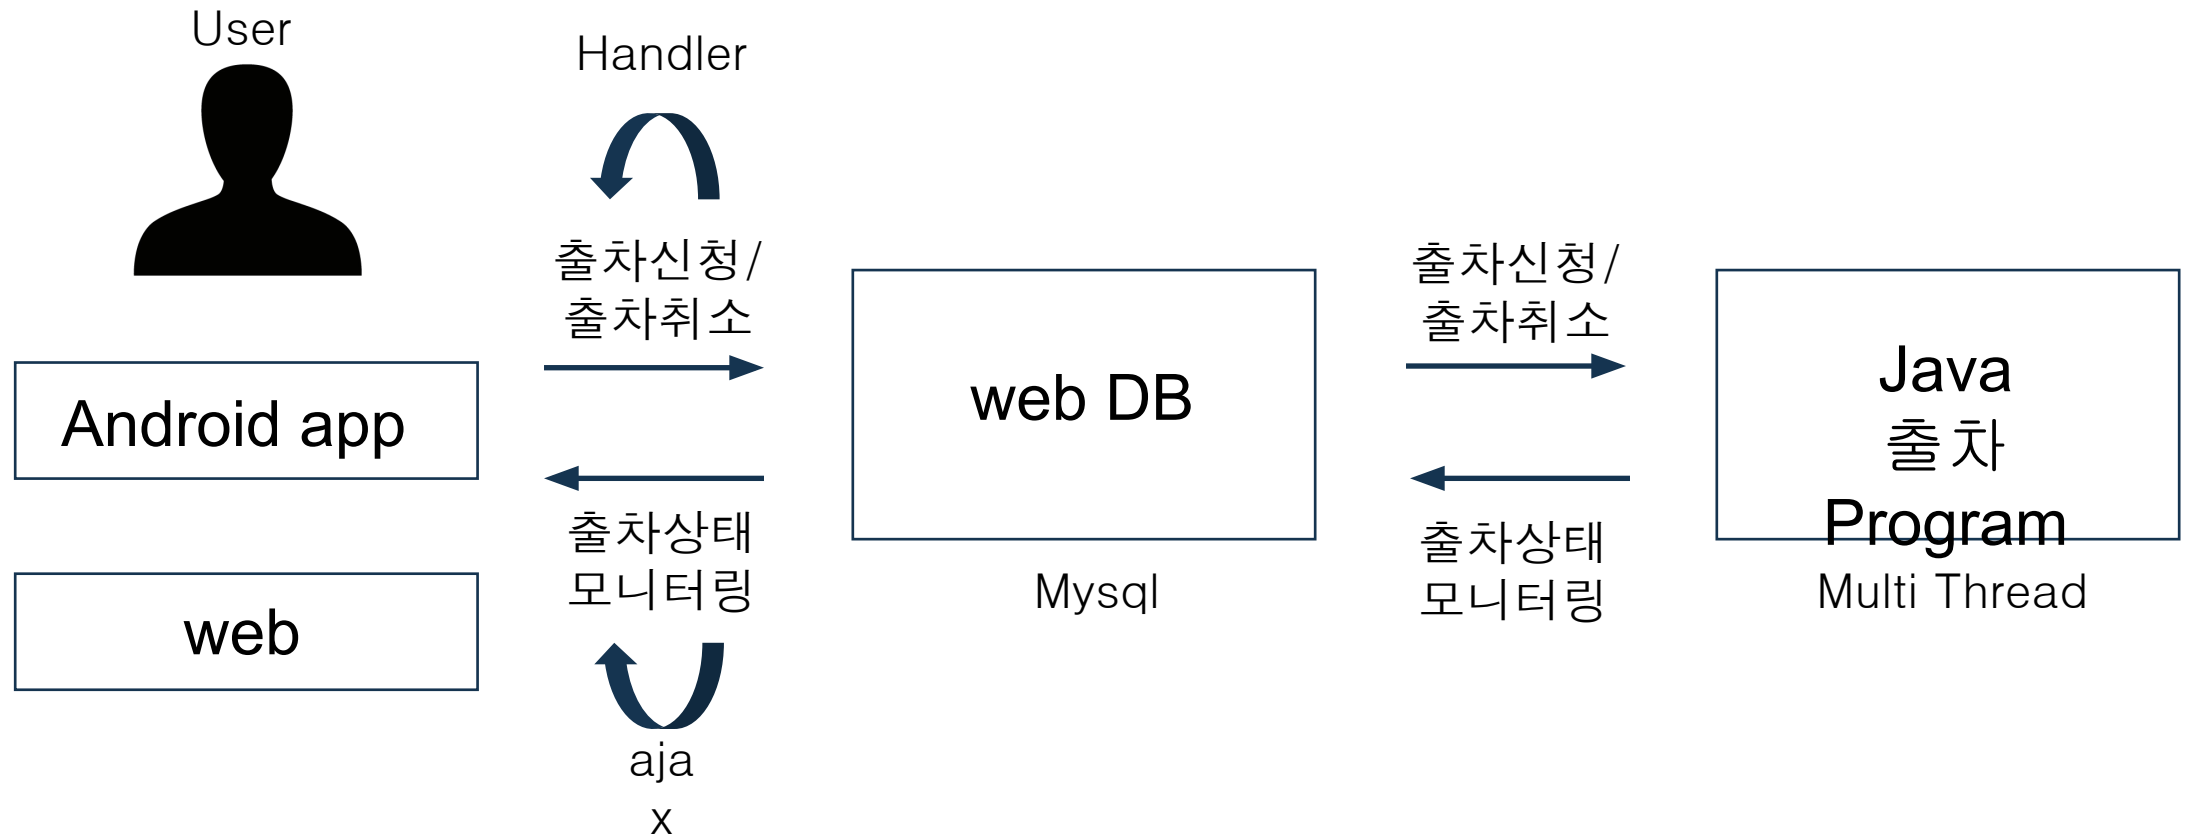 User
Handler
출차신청/
출차취소
Android app
web
출차상태
모니터링
aja
x
web DB
Mysql
출차신청/
출차취소
출차상태
모니터링
Java
출차
Program
Multi Thread